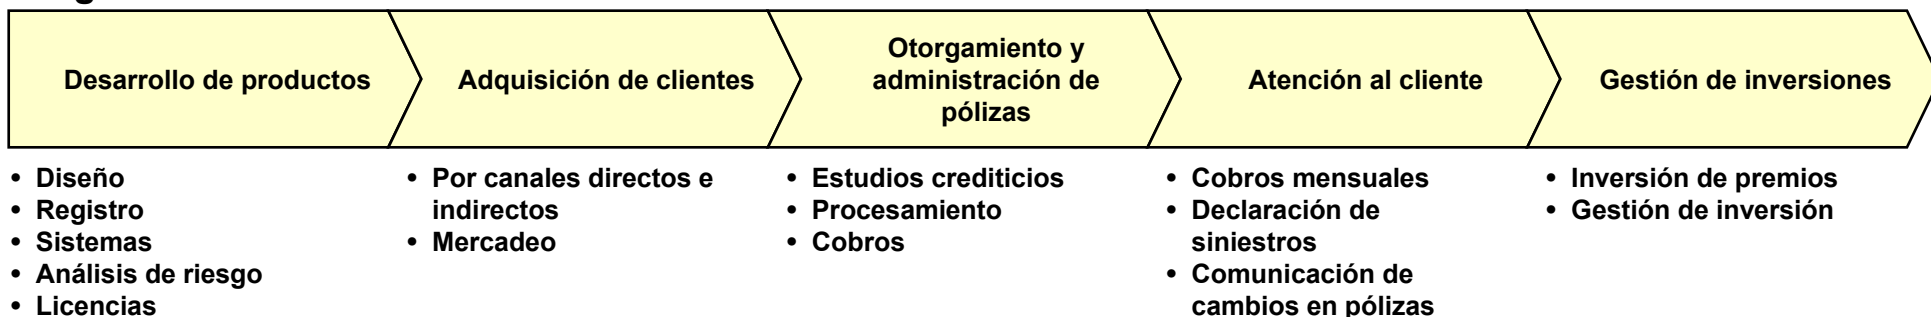 Desarrollo de productos
Adquisición de clientes
Otorgamiento y
administración de
pólizas
Atención al cliente
Gestión de inversiones
• Diseño
• Registro
• Sistemas
• Análisis de riesgo
• Licencias
• Por canales directos e
indirectos
• Mercadeo
• Estudios crediticios
• Procesamiento
• Cobros
• Cobros mensuales
• Declaración de
siniestros
• Comunicación de
cambios en pólizas
• Inversión de premios
• Gestión de inversión